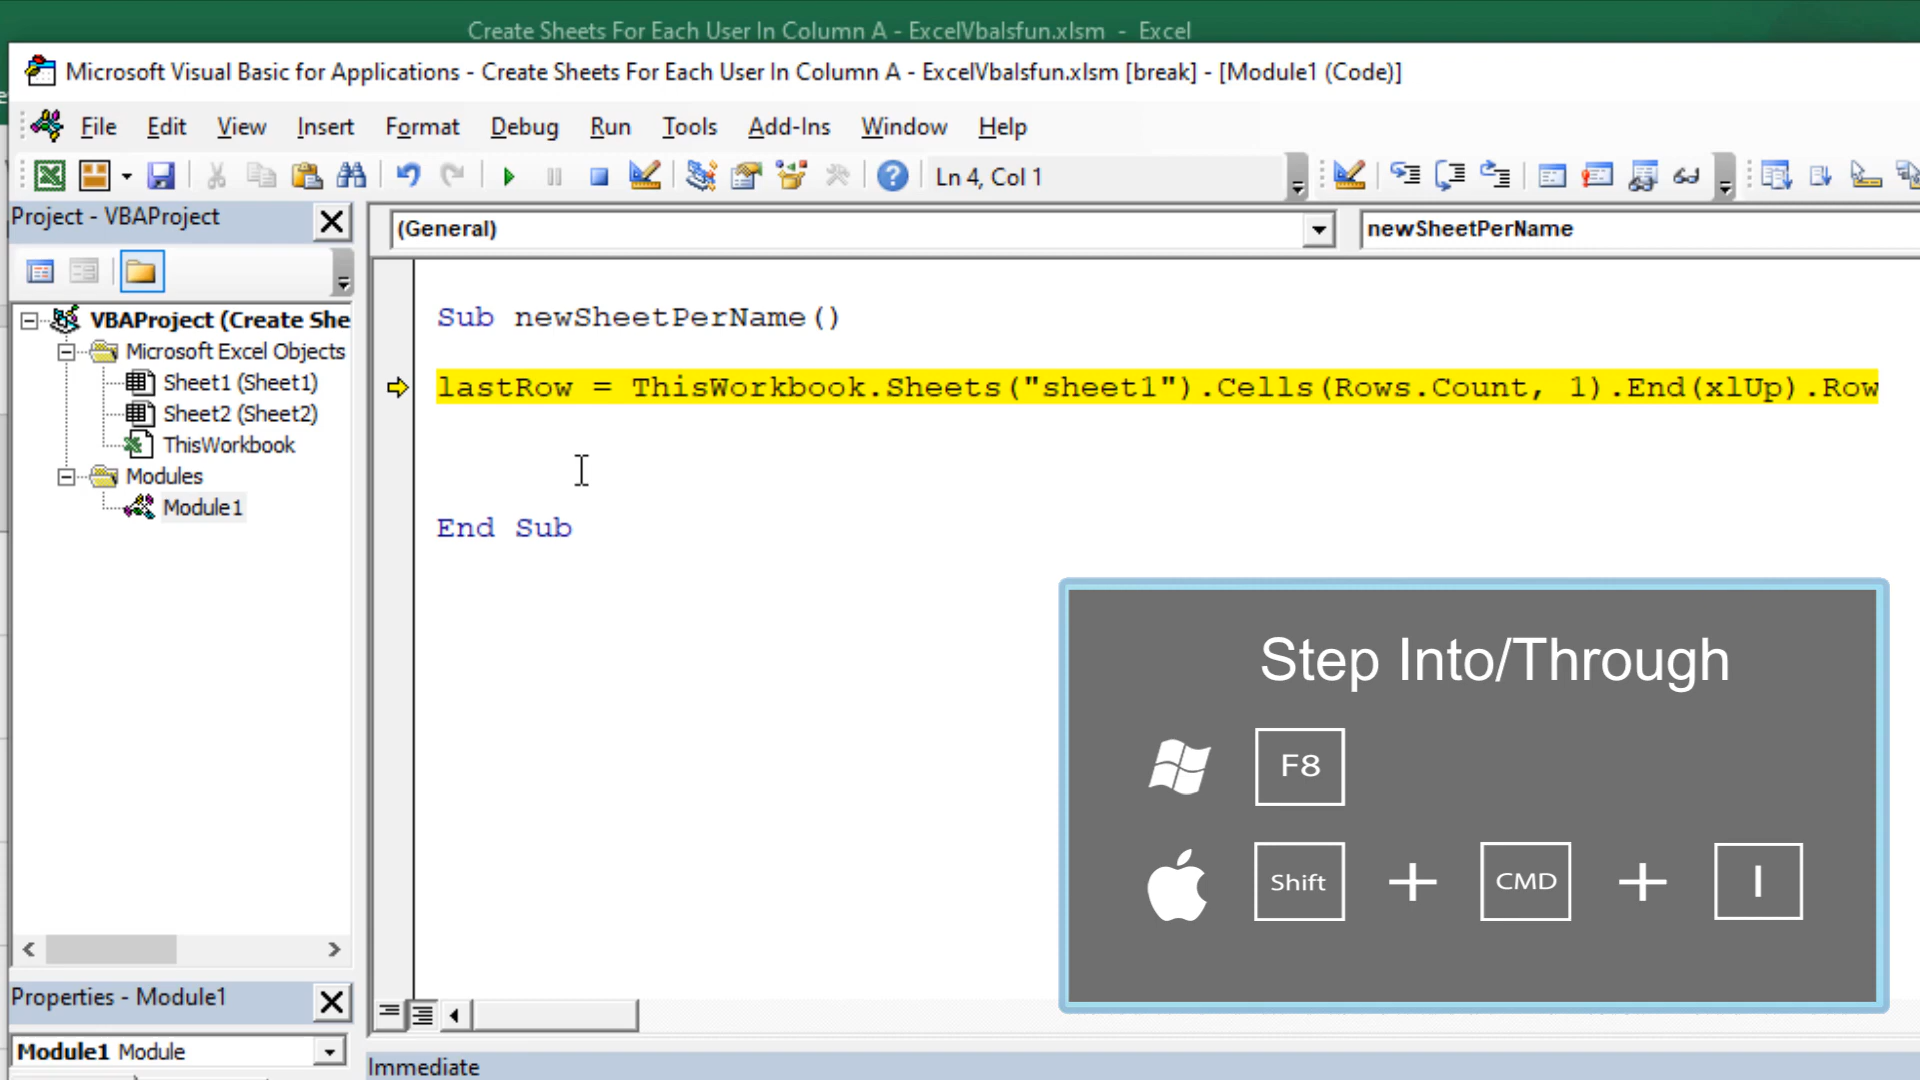 Create Sheets For Each User In Column A - ExcelVbaIsfun.xlsm - Excel
Microsoft Visual Basic for Applications - Create Sheets For Each User In Column A - ExcelVbaIsfun.xlsm [break] - [Module1 (Code)]
File Edit View Insert Format Debug Run Tools Add-Ins Window Help
Ln 4, Col 1
Project - VBAProject
(General)
newSheetPerName
VBAProject (Create She
Microsoft Excel Objects
Sheet1 (Sheet1)
Sheet2 (Sheet2)
ThisWorkbook
Modules
Module1
Sub newSheetPerName()
lastRow = ThisWorkbook.Sheets("sheet1").Cells(Rows.Count, 1).End(xlUp).Row
End Sub
Step Into/Through
F8
Shift + CMD + I
Properties - Module1
Module1 Module
Immediate